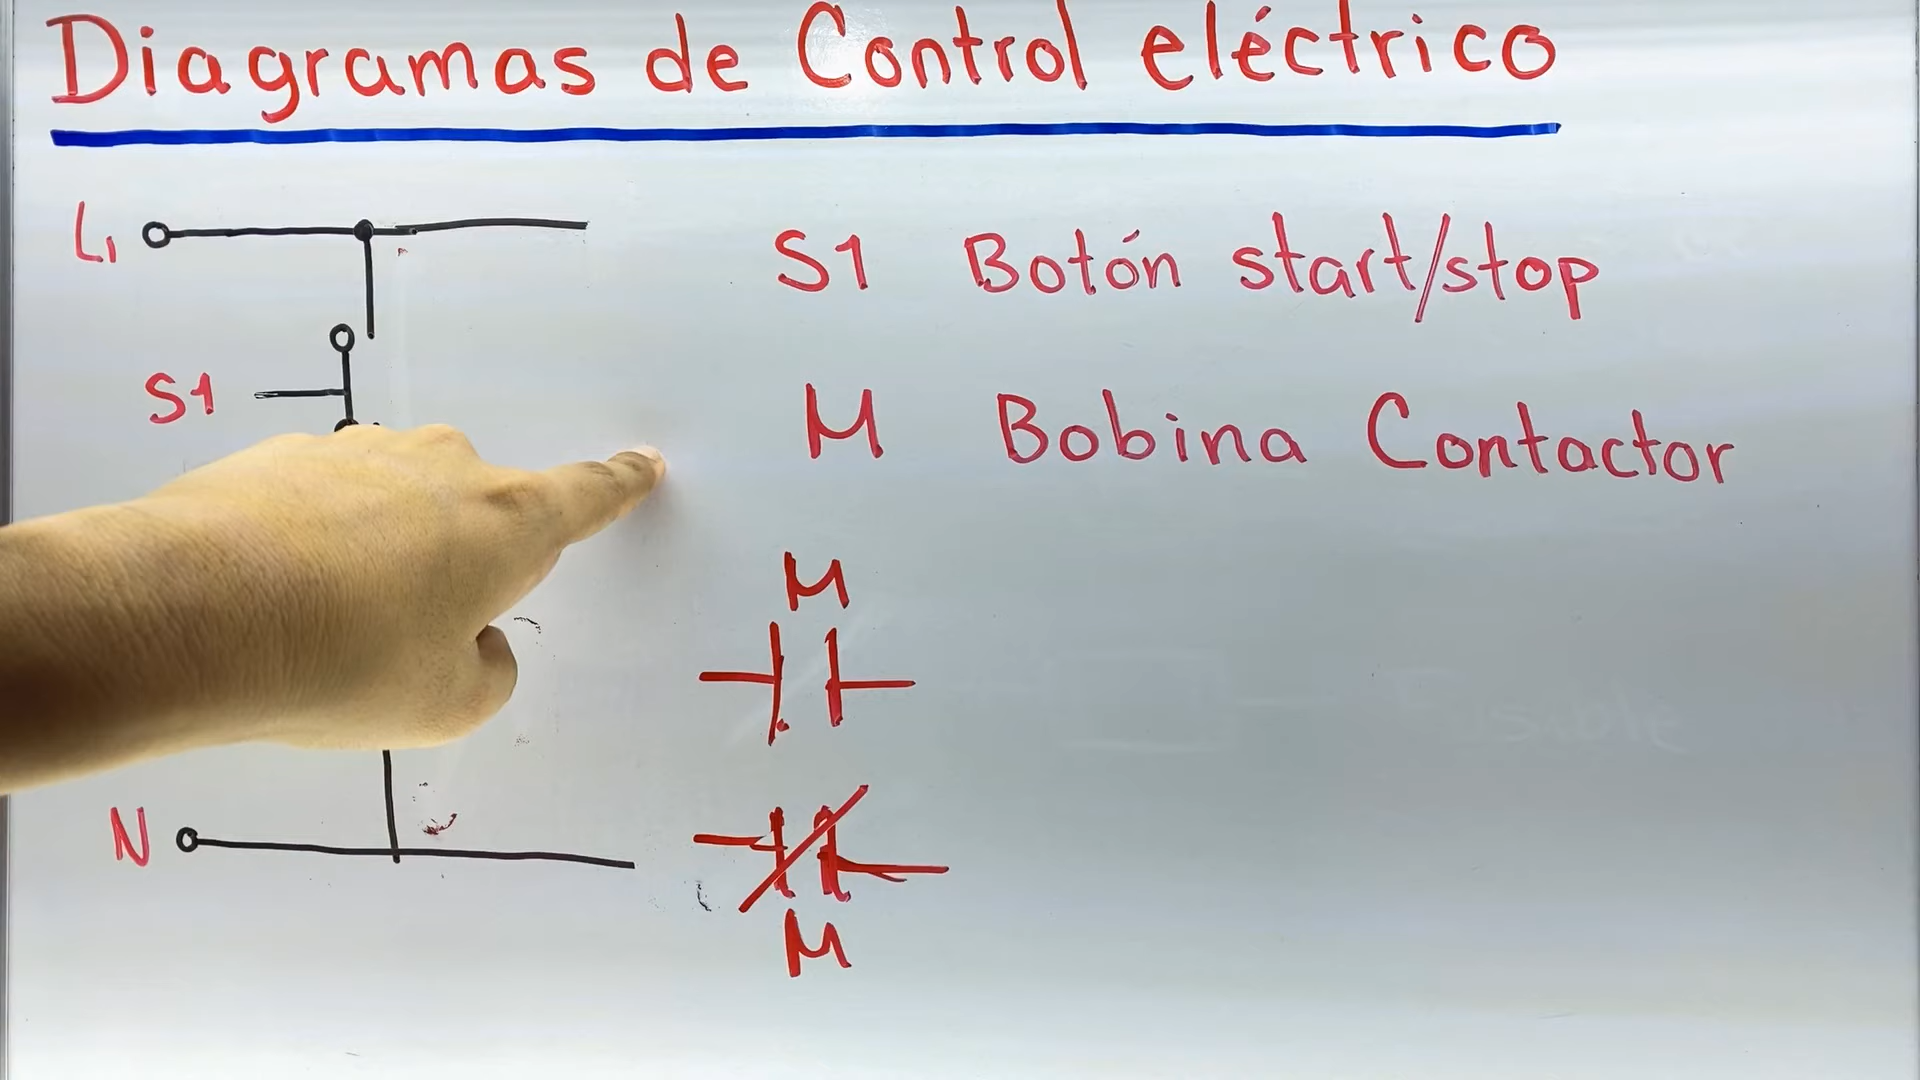 Diagramas de Control eléctrico
L1
S1 Botón start/stop
S1
M Bobina Contactor
M
N
M